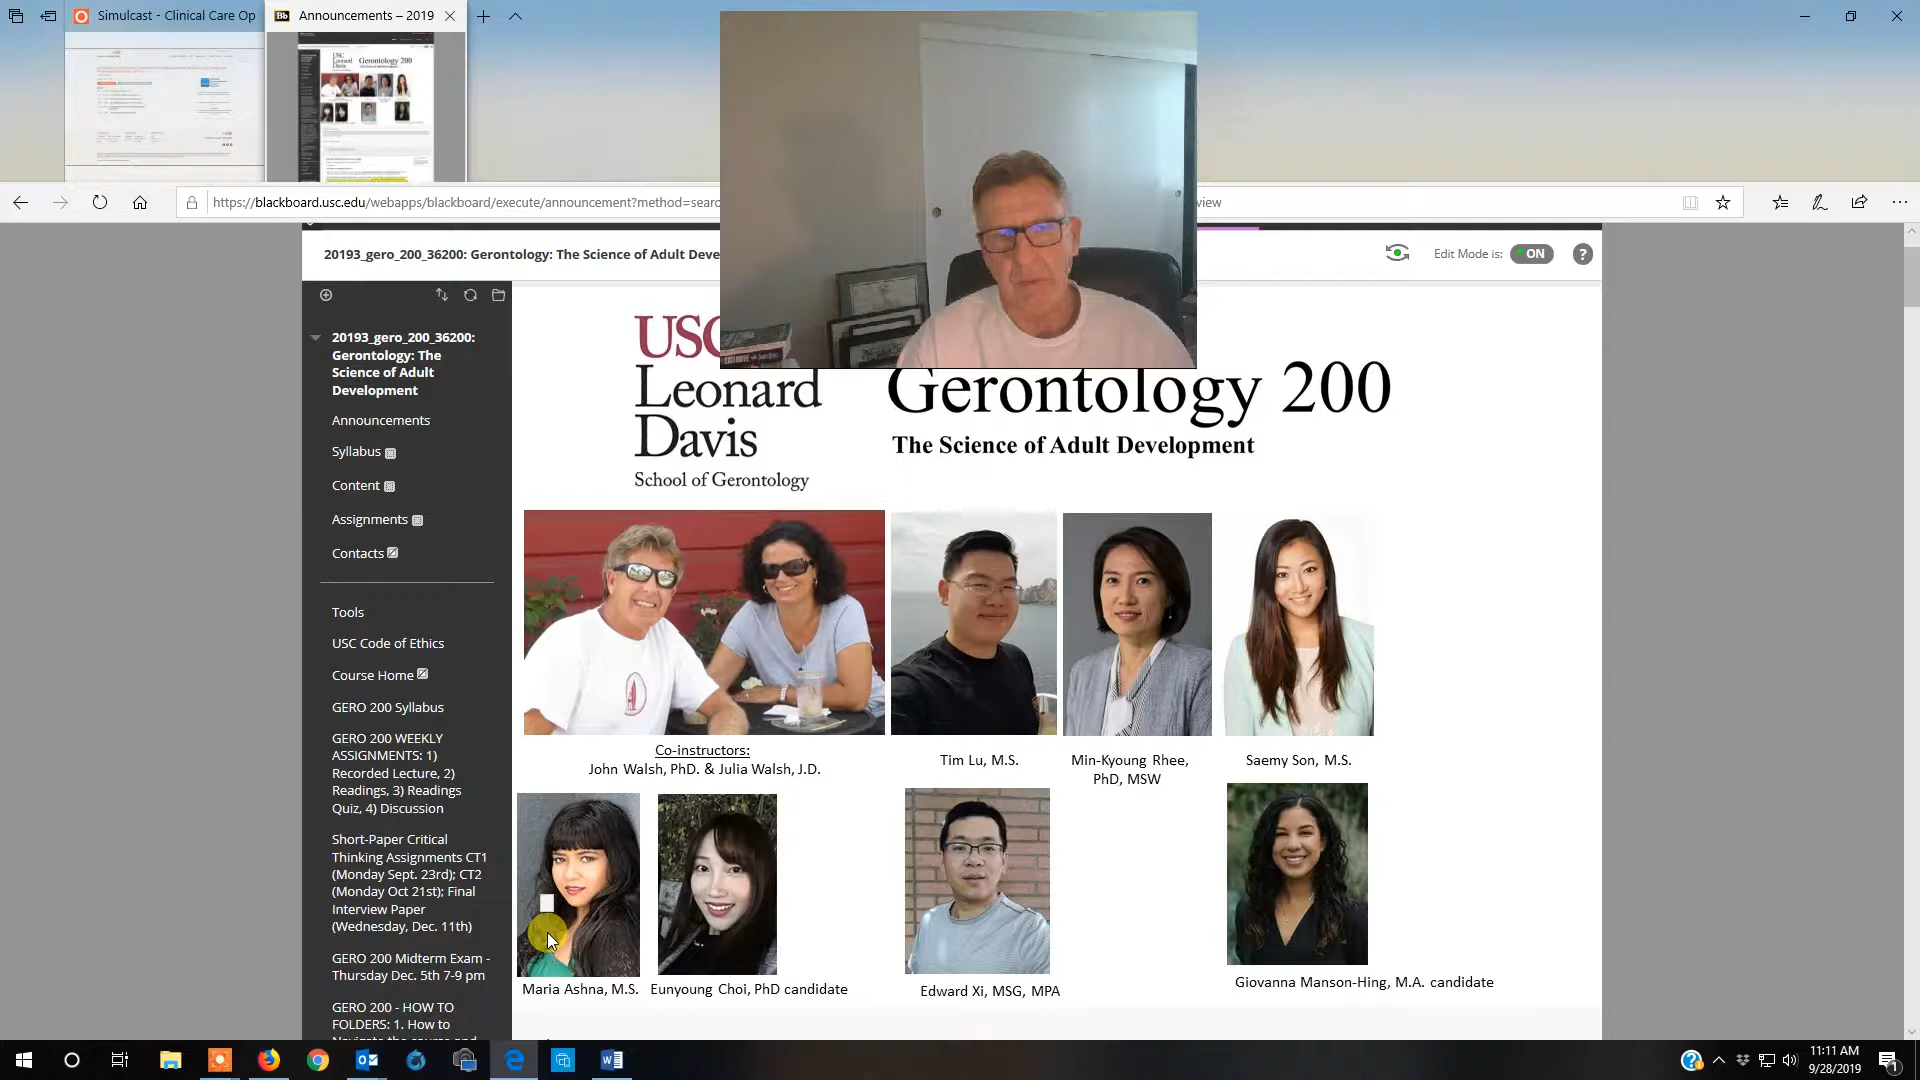 Simulcast - Clinical Care Op
Bb
Announcements – 2019
USC
Leonard
Davis
Gerontology 200
https://blackboard.usc.edu/webapps/blackboard/execute/announcement?method=searc
view
20193_gero_200_36200: Gerontology: The Science of Adult Deve
Edit Mode is:
ON
?
20193_gero_200_36200:
Gerontology: The
Science of Adult
Development
Announcements
Syllabus
Content
Assignments
Contacts
Tools
USC Code of Ethics
Course Home
GERO 200 Syllabus
GERO 200 WEEKLY
ASSIGNMENTS: 1)
Recorded Lecture, 2)
Readings, 3) Readings
Quiz, 4) Discussion
Short-Paper Critical
Thinking Assignments CT1
(Monday Sept. 23rd); CT2
(Monday Oct 21st); Final
Interview Paper
(Wednesday, Dec. 11th)
GERO 200 Midterm Exam -
Thursday Dec. 5th 7-9 pm
GERO 200 - HOW TO
FOLDERS: 1. How to
USC
Leonard
Davis
School of Gerontology
Gerontology 200
The Science of Adult Development
Co-instructors:
John Walsh, PhD. & Julia Walsh, J.D.
Tim Lu, M.S.
Min-Kyoung Rhee,
PhD, MSW
Saemy Son, M.S.
Maria Ashna, M.S.
Eunyoung Choi, PhD candidate
Edward Xi, MSG, MPA
Giovanna Manson-Hing, M.A. candidate
11:11 AM
9/28/2019
1